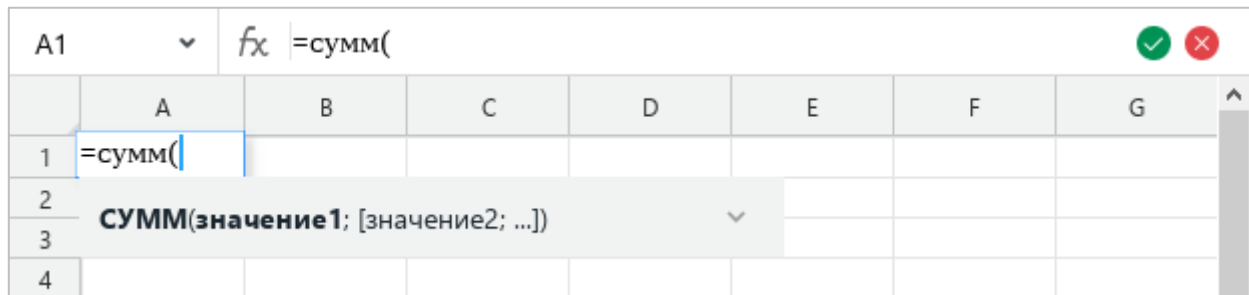 A1 fx =сумм(
A B C D E F G
1 =сумм(
2
СУММ(значение1; [значение2; ...])
3
4